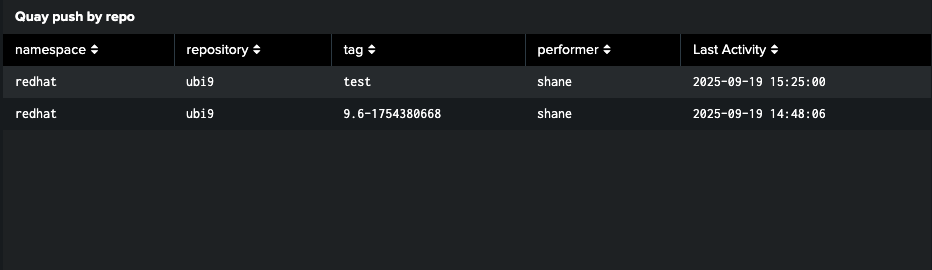 Quay push by repo
namespace repository tag performer Last Activity
redhat ubi9 test shane 2025-09-19 15:25:00
redhat ubi9 9.6-1754380668 shane 2025-09-19 14:48:06